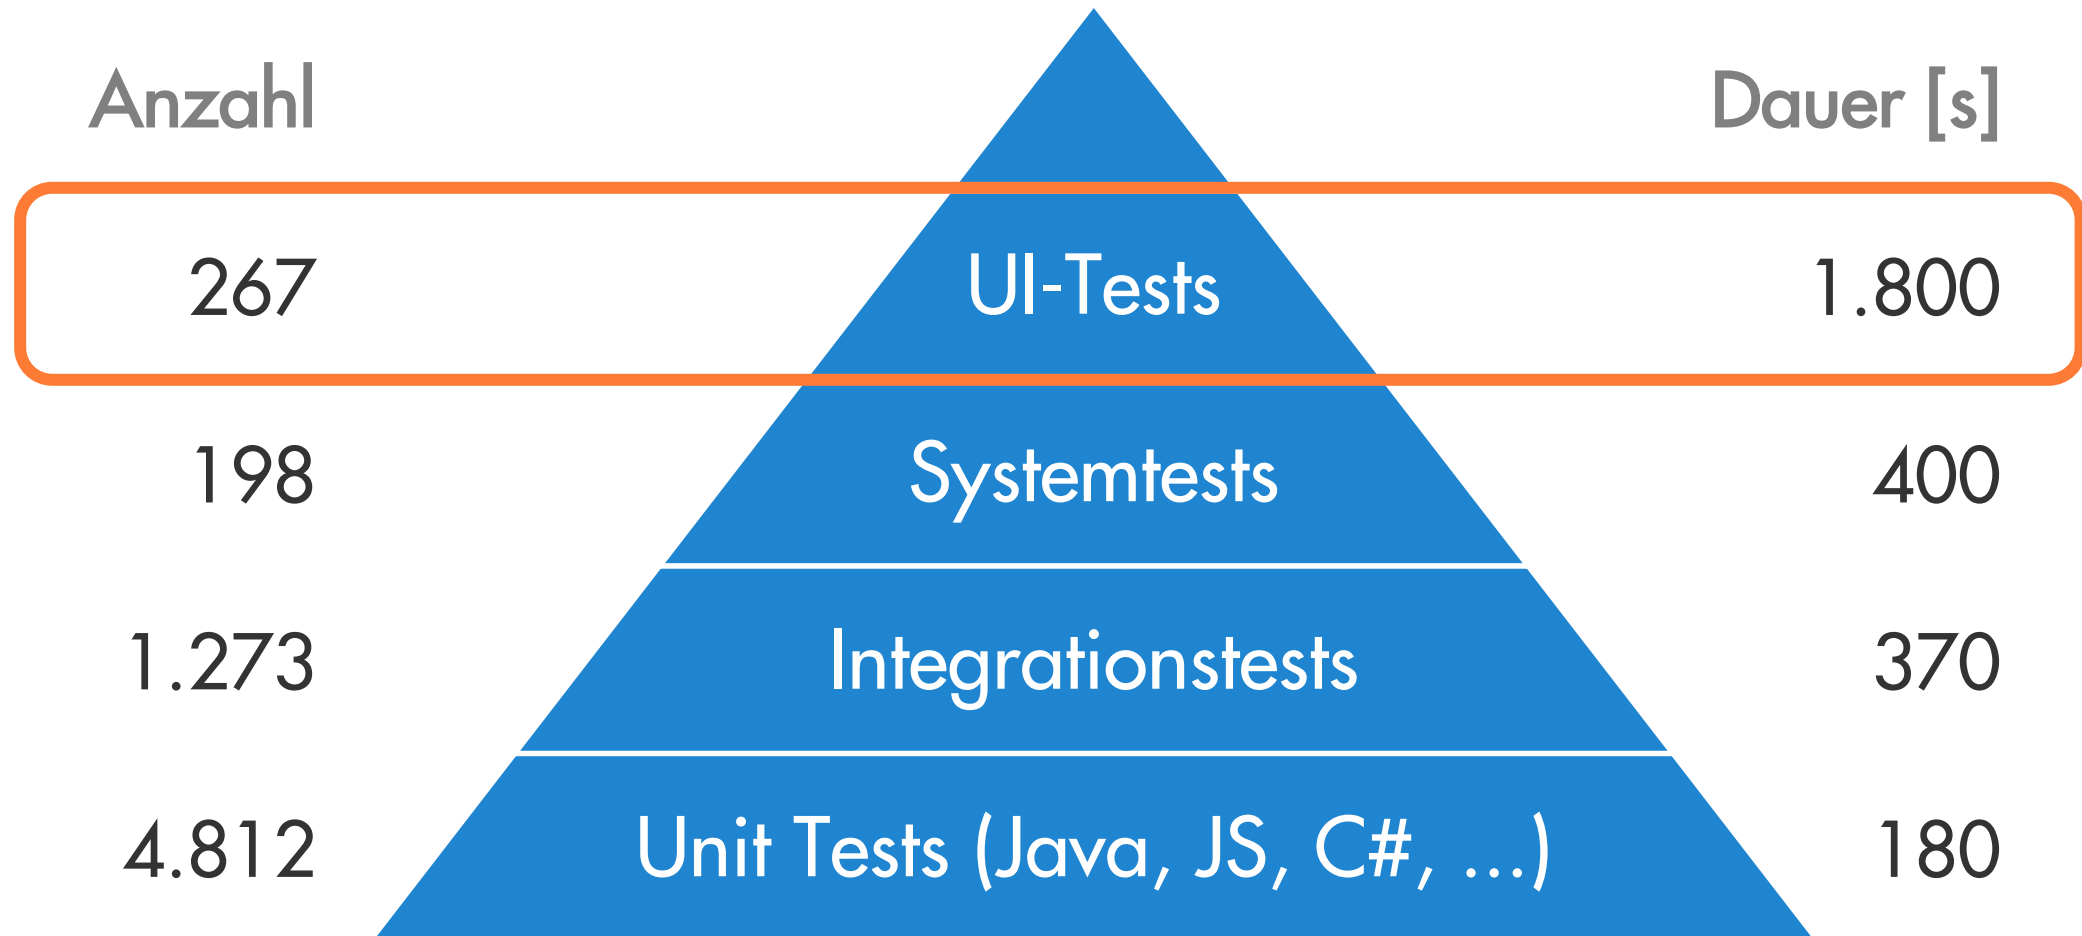 Anzahl Dauer [s]
267 UI-Tests 1.800
198 Systemtests 400
1.273 Integrationstests 370
4.812 Unit Tests (Java, JS, C#, ...) 180